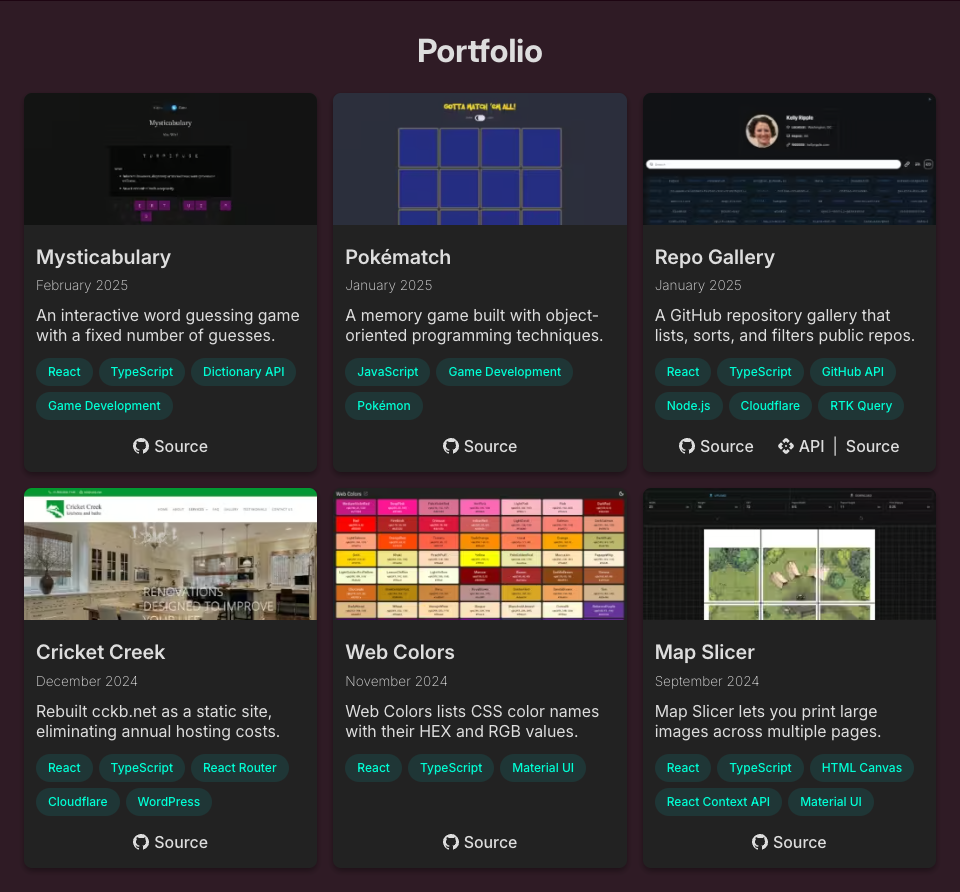 Portfolio
Mysticabulary
GOTTA MATCH 'EM ALL!
Kelly Ripple
Mysticabulary
February 2025
An interactive word guessing game
with a fixed number of guesses.
React TypeScript Dictionary API
Game Development
Source
Pokématch
January 2025
A memory game built with object-
oriented programming techniques.
JavaScript Game Development
Pokémon
Source
Repo Gallery
January 2025
A GitHub repository gallery that
lists, sorts, and filters public repos.
React TypeScript GitHub API
Node.js Cloudflare RTK Query
Source API | Source
Cricket Creek
RENOVATIONS
DESIGNED TO IMPROVE
YOUR LIFE
Web Colors
Cricket Creek
December 2024
Rebuilt cckb.net as a static site,
eliminating annual hosting costs.
React TypeScript React Router
Cloudflare WordPress
Source
Web Colors
November 2024
Web Colors lists CSS color names
with their HEX and RGB values.
React TypeScript Material UI
Source
Map Slicer
September 2024
Map Slicer lets you print large
images across multiple pages.
React TypeScript HTML Canvas
React Context API Material UI
Source